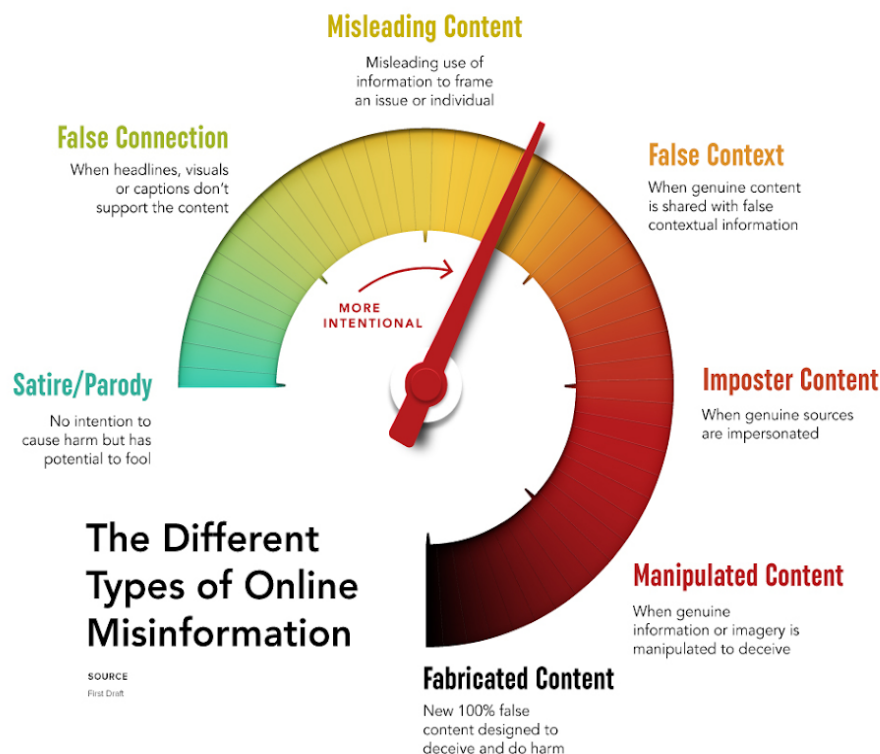 Misleading Content
Misleading use of
information to frame
an issue or individual
False Connection
When headlines, visuals
or captions don't
support the content
False Context
When genuine content
is shared with false
contextual information
MORE
INTENTIONAL
Satire/Parody
No intention to
cause harm but has
potential to fool
Imposter Content
When genuine sources
are impersonated
The Different
Types of Online
Misinformation
SOURCE
First Draft
Manipulated Content
When genuine
information or imagery is
manipulated to deceive
Fabricated Content
New 100% false
content designed to
deceive and do harm